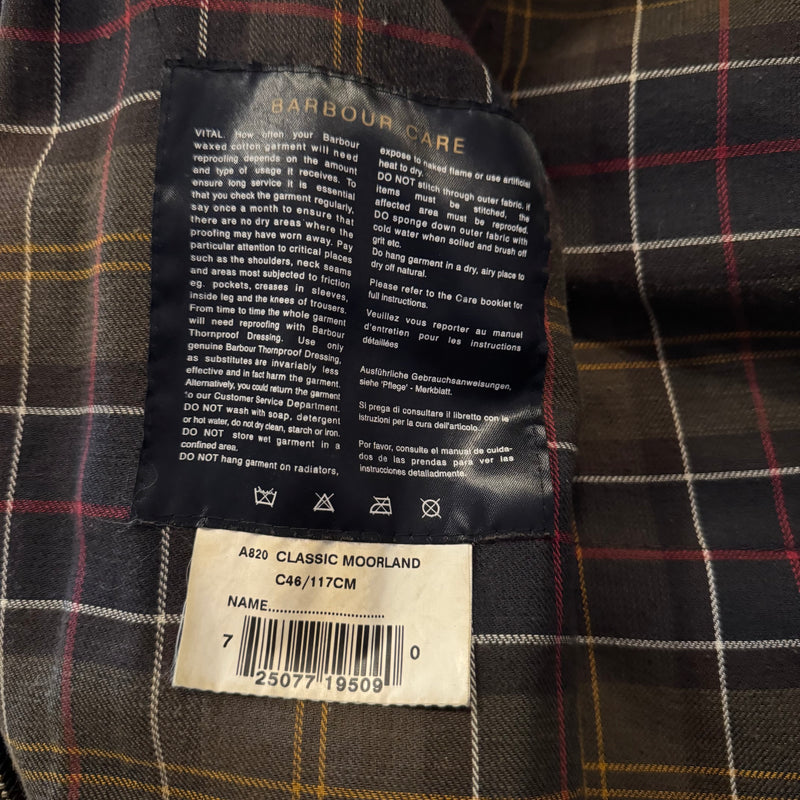 BARBOUR CARE
VITAL. How often your Barbour
waxed cotton garment will need
reproofing depends on the amount
and type of usage it receives. To
ensure long service it is essential
that you check the garment regularly,
say once a month to ensure that
there are no dry areas where the
proofing may have worn away. Pay
particular attention to critical places
such as the shoulders, neck seams
and areas most subjected to friction
eg. pockets, creases in sleeves,
inside leg and the knees of trousers.
From time to time the whole garment
will need reproofing with Barbour
Thornproof Dressing. Use only
genuine Barbour Thornproof Dressing,
as substitutes are invariably less
effective and in fact harm the garment.
Alternatively, you could return the garment
to our Customer Service Department.
DO NOT wash with soap, detergent
or hot water, do not dry clean, starch or iron.
DO NOT store wet garment in a
confined area.
DO NOT hang garment on radiators,
expose to naked flame or use artificial
heat to dry.
DO NOT stitch through outer fabric. If
items must be stitched, the
affected area must be reproofed.
DO sponge down outer fabric with
cold water when soiled and brush off
grit etc.
Do hang garment in a dry, airy place to
dry off natural.
Please refer to the Care booklet for
full instructions.
Veuillez vous reporter au manuel
d'entretien pour les instructions
détaillées
Ausführliche Gebrauchsanweisungen,
siehe 'Pflege' - Merkblatt.
Si prega di consultare il libretto con le
istruzioni per la cura dell'articolo.
Por favor, consulte el manual de cuida-
dos de las prendas para ver las
instrucciones detalladmente.
A820 CLASSIC MOORLAND
C46/117CM
NAME............................
7 25077 19509 0